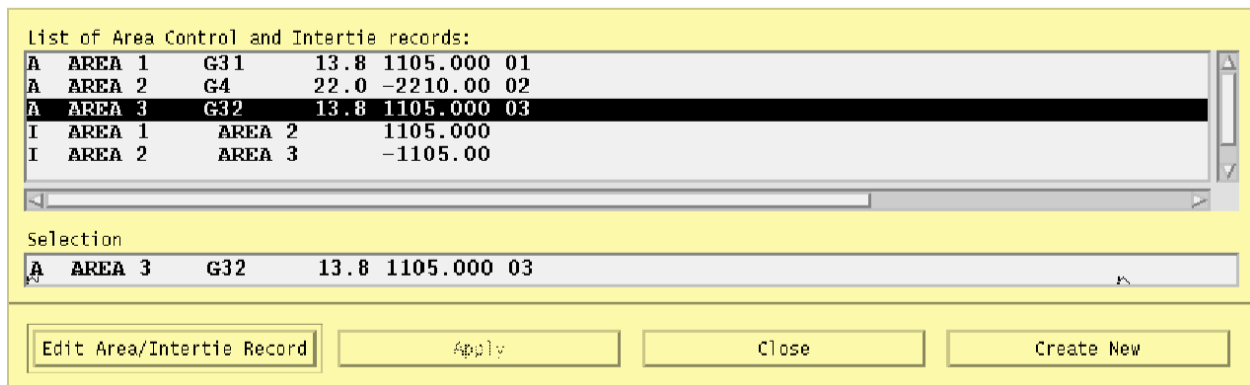 List of Area Control and Intertie records:
A AREA 1 G31 13.8 1105.000 01
A AREA 2 G4 22.0 -2210.00 02
A AREA 3 G32 13.8 1105.000 03
I AREA 1 AREA 2 1105.000
I AREA 2 AREA 3 -1105.00
Selection
A AREA 3 G32 13.8 1105.000 03
Edit Area/Intertie Record Apply Close Create New